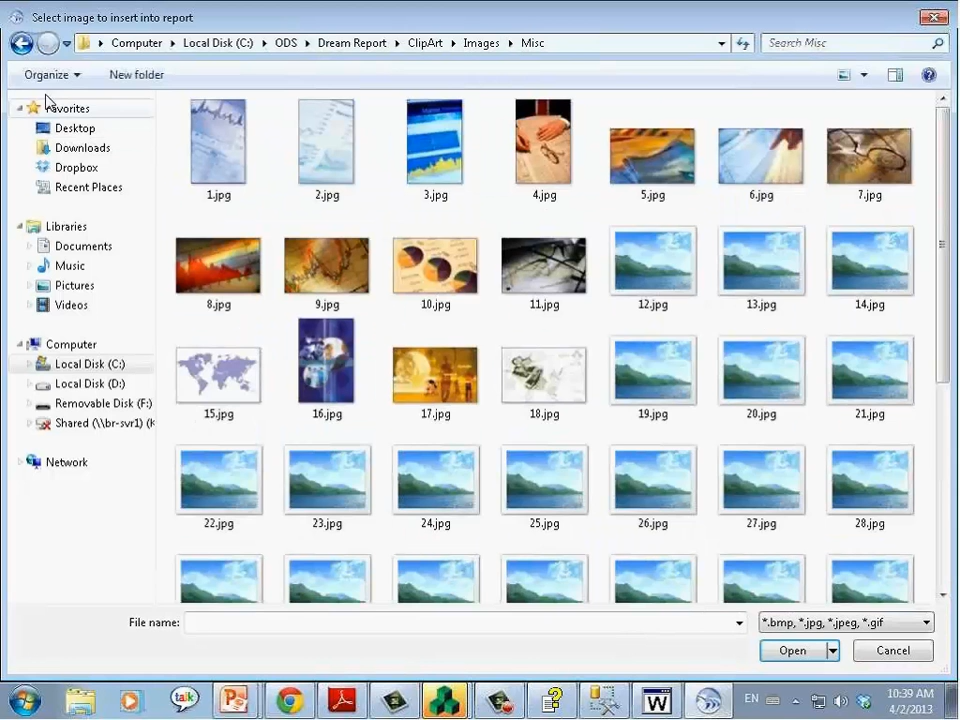 Select image to insert into report
Computer Local Disk (C:) ODS Dream Report ClipArt Images Misc Search Misc
Organize New folder
Favorites
Desktop
Downloads
Dropbox
Recent Places
Libraries
Documents
Music
Pictures
Videos
Computer
Local Disk (C:)
Local Disk (D:)
Removable Disk (F:)
Shared (\\br-svr1) (K
Network
1.jpg 2.jpg 3.jpg 4.jpg 5.jpg 6.jpg 7.jpg
8.jpg 9.jpg 10.jpg 11.jpg 12.jpg 13.jpg 14.jpg
15.jpg 16.jpg 17.jpg 18.jpg 19.jpg 20.jpg 21.jpg
22.jpg 23.jpg 24.jpg 25.jpg 26.jpg 27.jpg 28.jpg
File name: *.bmp, *.jpg, *.jpeg, *.gif
Open Cancel
talk EN 10:39 AM
4/2/2013